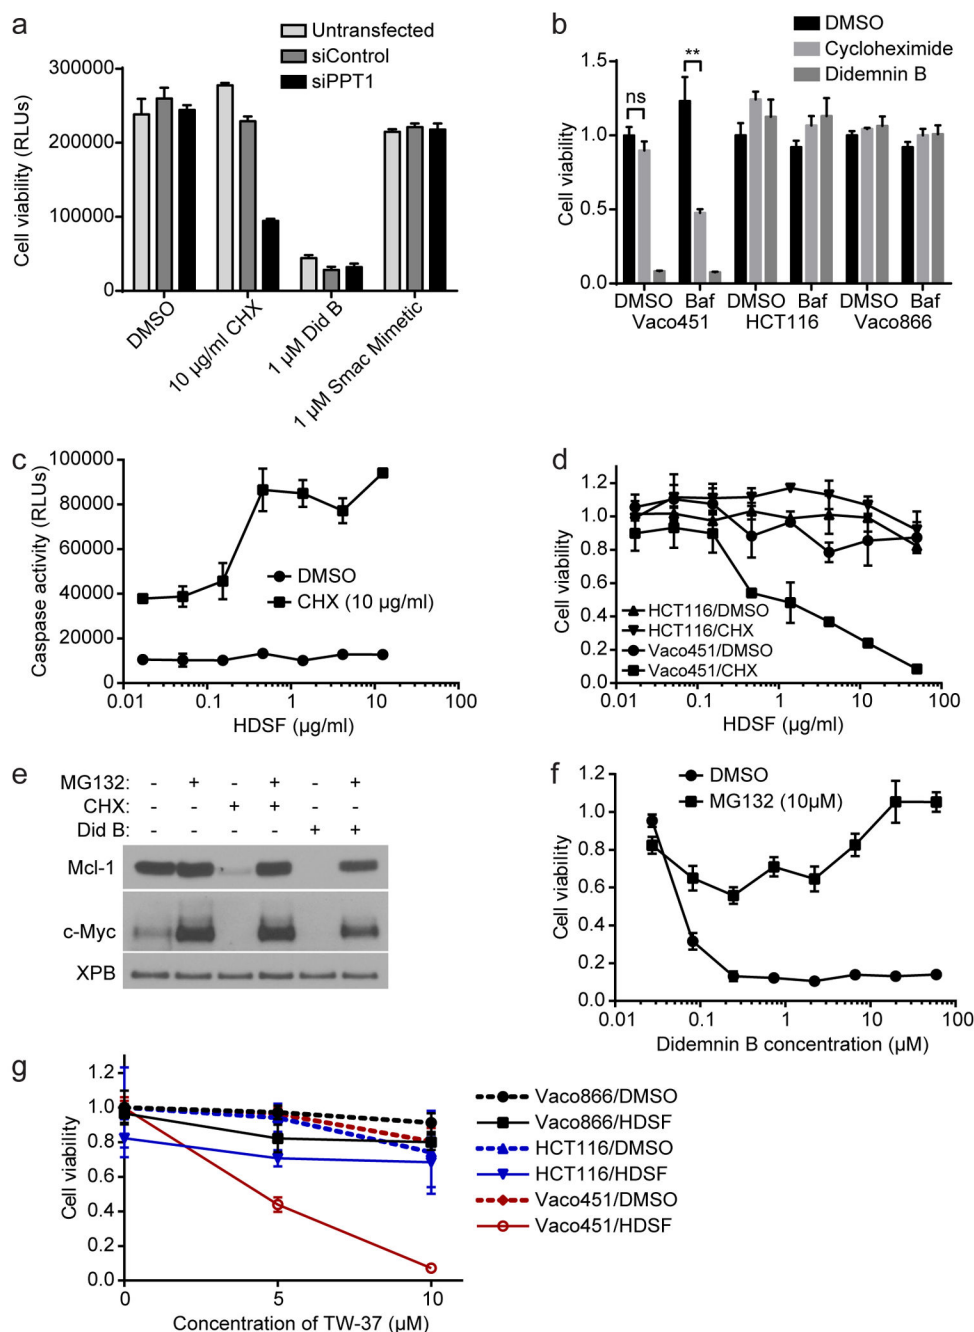 a
Untransfected
siControl
siPPT1
Cell viability (RLUs)
300000
200000
100000
0
DMSO
10 µg/ml CHX
1 µM Did B
1 µM Smac Mimetic
b
DMSO
Cycloheximide
Didemnin B
Cell viability
1.5
1.0
0.5
0.0
ns
**
DMSO Baf DMSO Baf DMSO Baf
Vaco451 HCT116 Vaco866
c
Caspase activity (RLUs)
100000
80000
60000
40000
20000
0
DMSO
CHX (10 µg/ml)
0.01 0.1 1 10 100
HDSF (µg/ml)
d
Cell viability
1.2
1.0
0.8
0.6
0.4
0.2
0.0
HCT116/DMSO
HCT116/CHX
Vaco451/DMSO
Vaco451/CHX
0.01 0.1 1 10 100
HDSF (µg/ml)
e
MG132: - + - + - +
CHX: - - + + - -
Did B: - - - - + +
Mcl-1
c-Myc
XPB
f
DMSO
MG132 (10µM)
Cell viability
1.2
1.0
0.8
0.6
0.4
0.2
0.0
0.01 0.1 1 10 100
Didemnin B concentration (µM)
g
Cell viability
1.2
1.0
0.8
0.6
0.4
0.2
0.0
0 5 10
Concentration of TW-37 (µM)
Vaco866/DMSO
Vaco866/HDSF
HCT116/DMSO
HCT116/HDSF
Vaco451/DMSO
Vaco451/HDSF